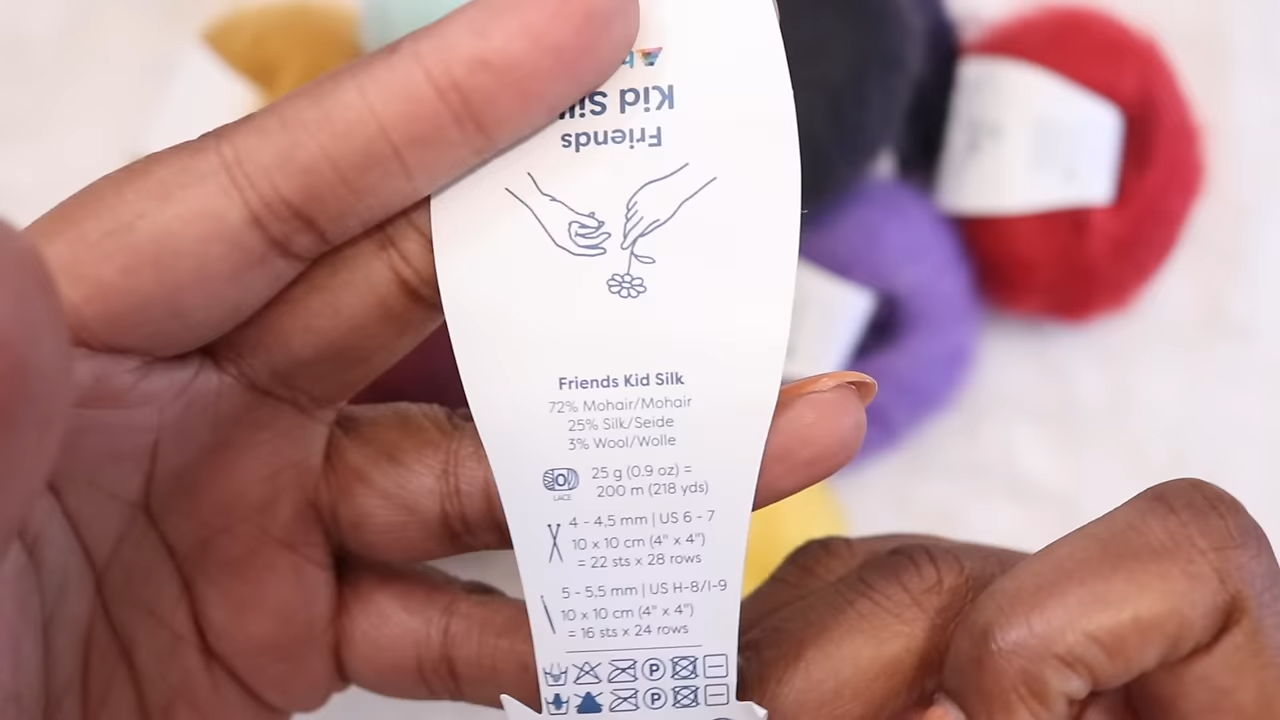 Friends
Kid Sil
Friends Kid Silk
72% Mohair/Mohair
25% Silk/Seide
3% Wool/Wolle
LACE
25 g (0.9 oz) =
200 m (218 yds)
4 - 4,5 mm | US 6 - 7
10 x 10 cm (4" x 4")
= 22 sts x 28 rows
5 - 5,5 mm | US H-8/I-9
10 x 10 cm (4" x 4")
= 16 sts x 24 rows
P
P